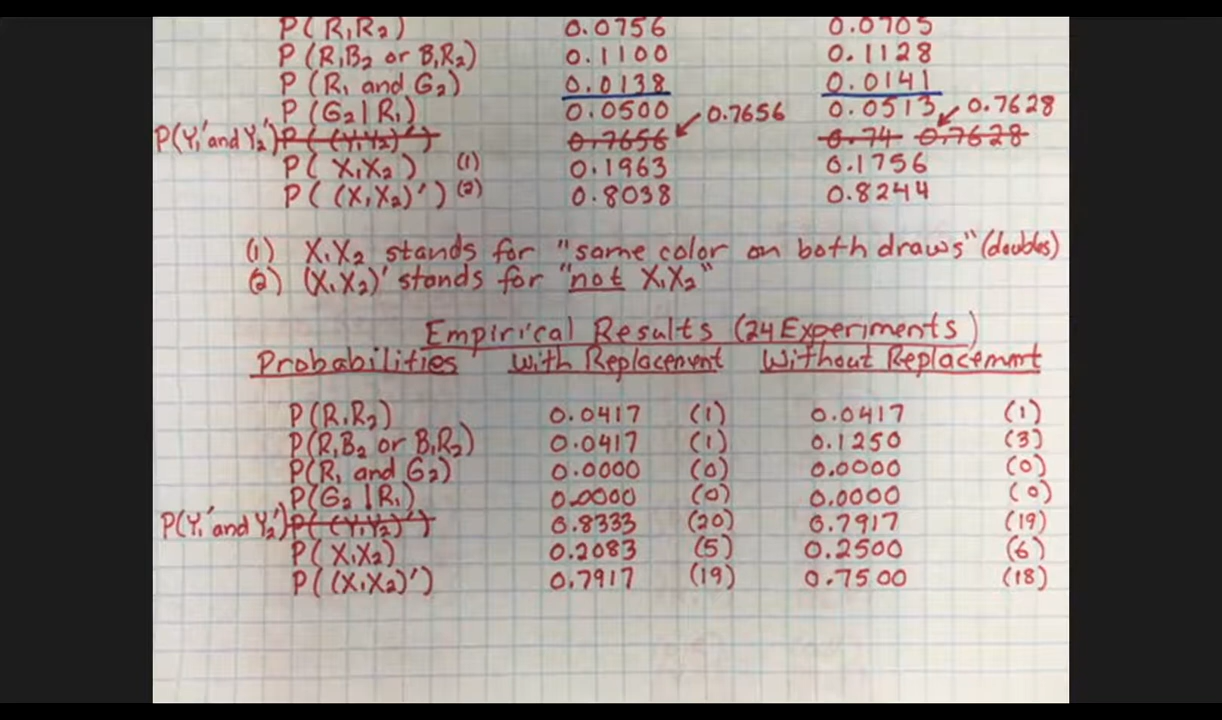 P(R₁R₂) 0.0756 0.0705
P(R₁B₂ or B₁R₂) 0.1100 0.1128
P(R₁ and G₂) 0.0138 0.0141
P(G₂|R₁) 0.0500 0.7656 0.0513 0.7628
P(Y₁' and Y₂') P((Y₁Y₂)') 0.7656 0.74 0.7628
P(X₁X₂) (1) 0.1963 0.1756
P((X₁X₂)') (2) 0.8038 0.8244
(1) X₁X₂ stands for "same color on both draws" (doubles)
(2) (X₁X₂)' stands for "not X₁X₂"
Empirical Results (24 Experiments)
Probabilities With Replacement Without Replacement
P(R₁R₂) 0.0417 (1) 0.0417 (1)
P(R₁B₂ or B₁R₂) 0.0417 (1) 0.1250 (3)
P(R₁ and G₂) 0.0000 (0) 0.0000 (0)
P(G₂|R₁) 0.0000 (0) 0.0000 (0)
P(Y₁' and Y₂') P((Y₁Y₂)') 0.8333 (20) 0.7917 (19)
P(X₁X₂) 0.2083 (5) 0.2500 (6)
P((X₁X₂)') 0.7917 (19) 0.7500 (18)